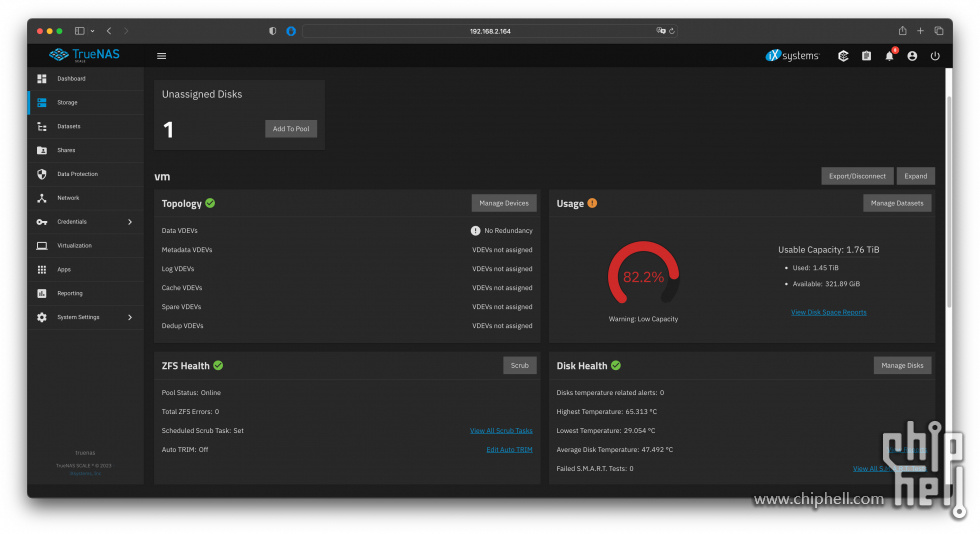 192.168.2.164
TrueNAS
SCALE
iX systems
Dashboard
Storage
Datasets
Shares
Data Protection
Network
Credentials
Virtualization
Apps
Reporting
System Settings
truenas
TrueNAS SCALE ® © 2023
Unassigned Disks
1
Add To Pool
vm
Export/Disconnect
Expand
Topology
Manage Devices
Data VDEVs No Redundancy
Metadata VDEVs VDEVs not assigned
Log VDEVs VDEVs not assigned
Cache VDEVs VDEVs not assigned
Spare VDEVs VDEVs not assigned
Dedup VDEVs VDEVs not assigned
Usage
Manage Datasets
82.2%
Warning: Low Capacity
Usable Capacity: 1.76 TiB
Used: 1.45 TiB
Available: 321.89 GiB
View Disk Space Reports
ZFS Health
Scrub
Pool Status: Online
Total ZFS Errors: 0
Scheduled Scrub Task: Set View All Scrub Tasks
Auto TRIM: Off Edit Auto TRIM
Disk Health
Manage Disks
Disks temperature related alerts: 0
Highest Temperature: 65.313 °C
Lowest Temperature: 29.054 °C
Average Disk Temperature: 47.492 °C
Failed S.M.A.R.T. Tests: 0 View All
www.chiphell.com
chip
hell